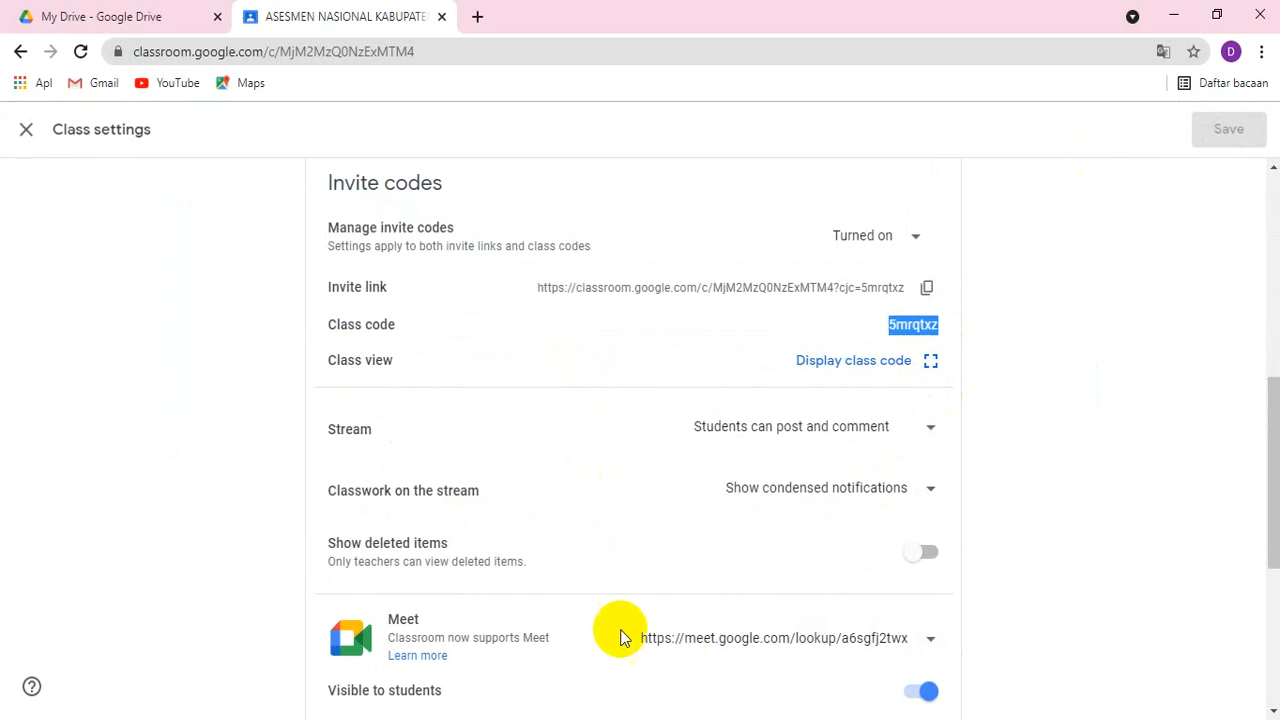 My Drive - Google Drive
ASESMEN NASIONAL KABUPATE
classroom.google.com/c/MjM2MzQ0NzExMTM4
D
Apl
Gmail
YouTube
Maps
Daftar bacaan
Class settings
Save
Invite codes
Manage invite codes
Turned on
Settings apply to both invite links and class codes
Invite link
https://classroom.google.com/c/MjM2MzQ0NzExMTM4?cjc=5mrqtxz
Class code
5mrqtxz
Class view
Display class code
Stream
Students can post and comment
Classwork on the stream
Show condensed notifications
Show deleted items
Only teachers can view deleted items.
Meet
Classroom now supports Meet
https://meet.google.com/lookup/a6sgfj2twx
Learn more
Visible to students